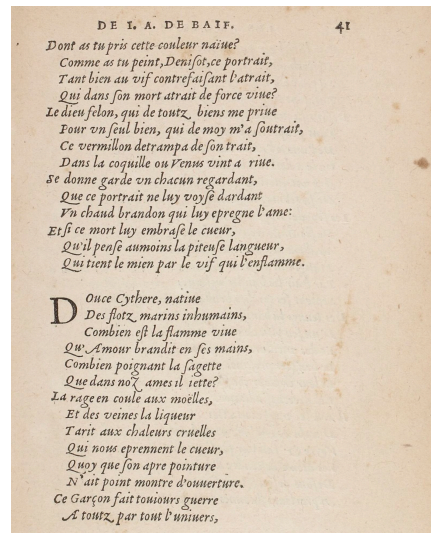 DE I. A. DE BAIF. 41
Dont as tu pris cette couleur naïue?
Comme as tu peint, Denisot, ce portrait,
Tant bien au vif contrefaisant l'atrait,
Qui dans son mort atrait de force viue?
Le dieu felon, qui de toutz biens me priue
Pour vn seul bien, qui de moy m'a soutrait,
Ce vermillon detrampa de son trait,
Dans la coquille ou Venus vint a riue.
Se donne garde vn chacun regardant,
Que ce portrait ne luy voyse dardant
Vn chaud brandon qui luy epregne l'ame:
Et si ce mort luy embrase le cueur,
Qu'il pense aumoins la piteuse langueur,
Qui tient le mien par le vif qui l'enflamme.
Douce Cythere, natiue
Des flotz marins inhumains,
Combien est la flamme viue
Qu'Amour brandit en ses mains,
Combien poignant la sagette
Que dans noz ames il iette?
La rage en coule aux moëlles,
Et des veines la liqueur
Tarit aux chaleurs cruelles
Qui nous eprennent le cueur,
Quoy que son apre pointure
N'ait point montre d'ouuerture.
Ce Garçon fait touiours guerre
A toutz par tout l'uniuers,